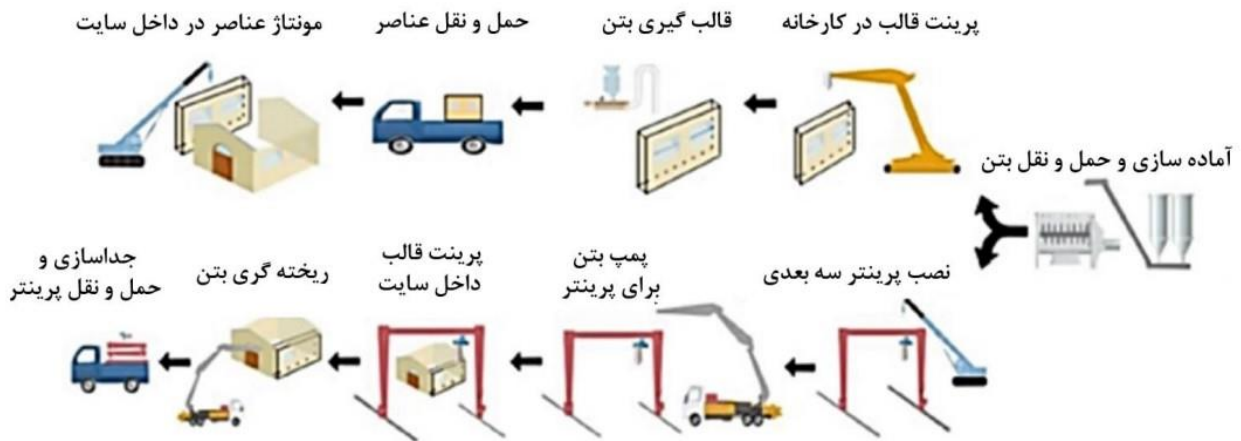 پرینت قالب در کارخانه
قالب گیری بتن
حمل و نقل عناصر
مونتاژ عناصر در داخل سایت
آماده سازی و حمل و نقل بتن
نصب پرینتر سه بعدی
پمپ بتن
برای پرینتر
پرینت قالب
داخل سایت
ریخته گری بتن
جداسازی و
حمل و نقل پرینتر